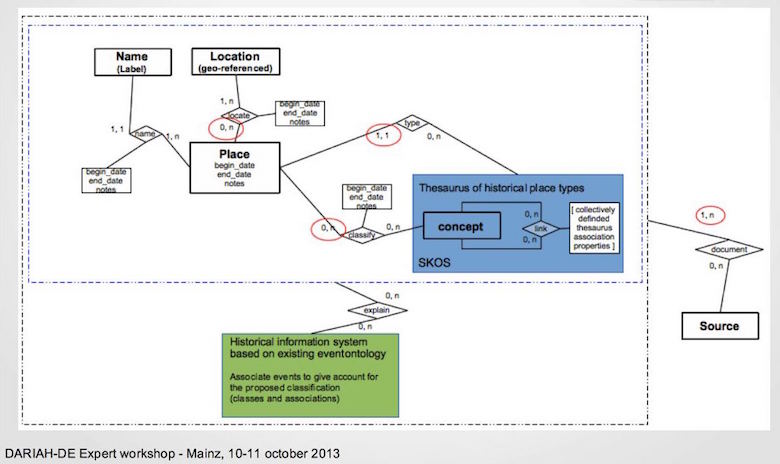 Name
(Label)
Location
(geo-referenced)
1, n
locate
begin_date
end_date
notes
0, n
1, 1
name
1, n
begin_date
end_date
notes
Place
begin_date
end_date
notes
1, 1
type
0, n
begin_date
end_date
notes
0, n
classify
0, n
Thesaurus of historical place types
concept
0, n
link
0, n
[ collectively
definded
thesaurus
association
properties ]
SKOS
1, n
document
0, n
Source
0, n
explain
0, n
Historical information system
based on existing eventontology
Associate events to give account for
the proposed classification
(classes and associations)
DARIAH-DE Expert workshop - Mainz, 10-11 october 2013